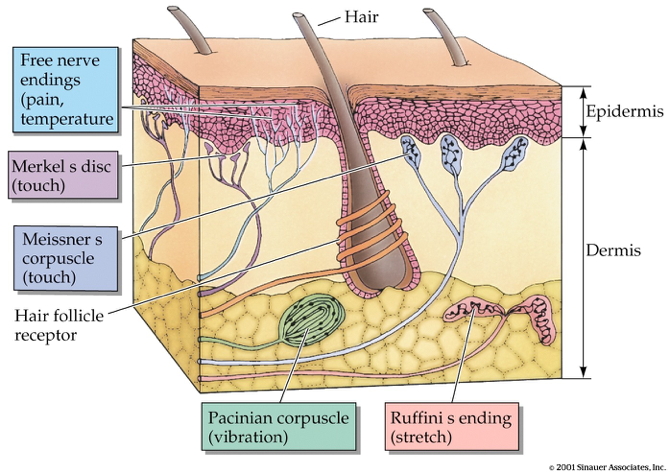 Hair
Free nerve
endings
(pain,
temperature
Epidermis
Merkel s disc
(touch)
Meissner s
corpuscle
(touch)
Dermis
Hair follicle
receptor
Pacinian corpuscle
(vibration)
Ruffini s ending
(stretch)
© 2001 Sinauer Associates, Inc.